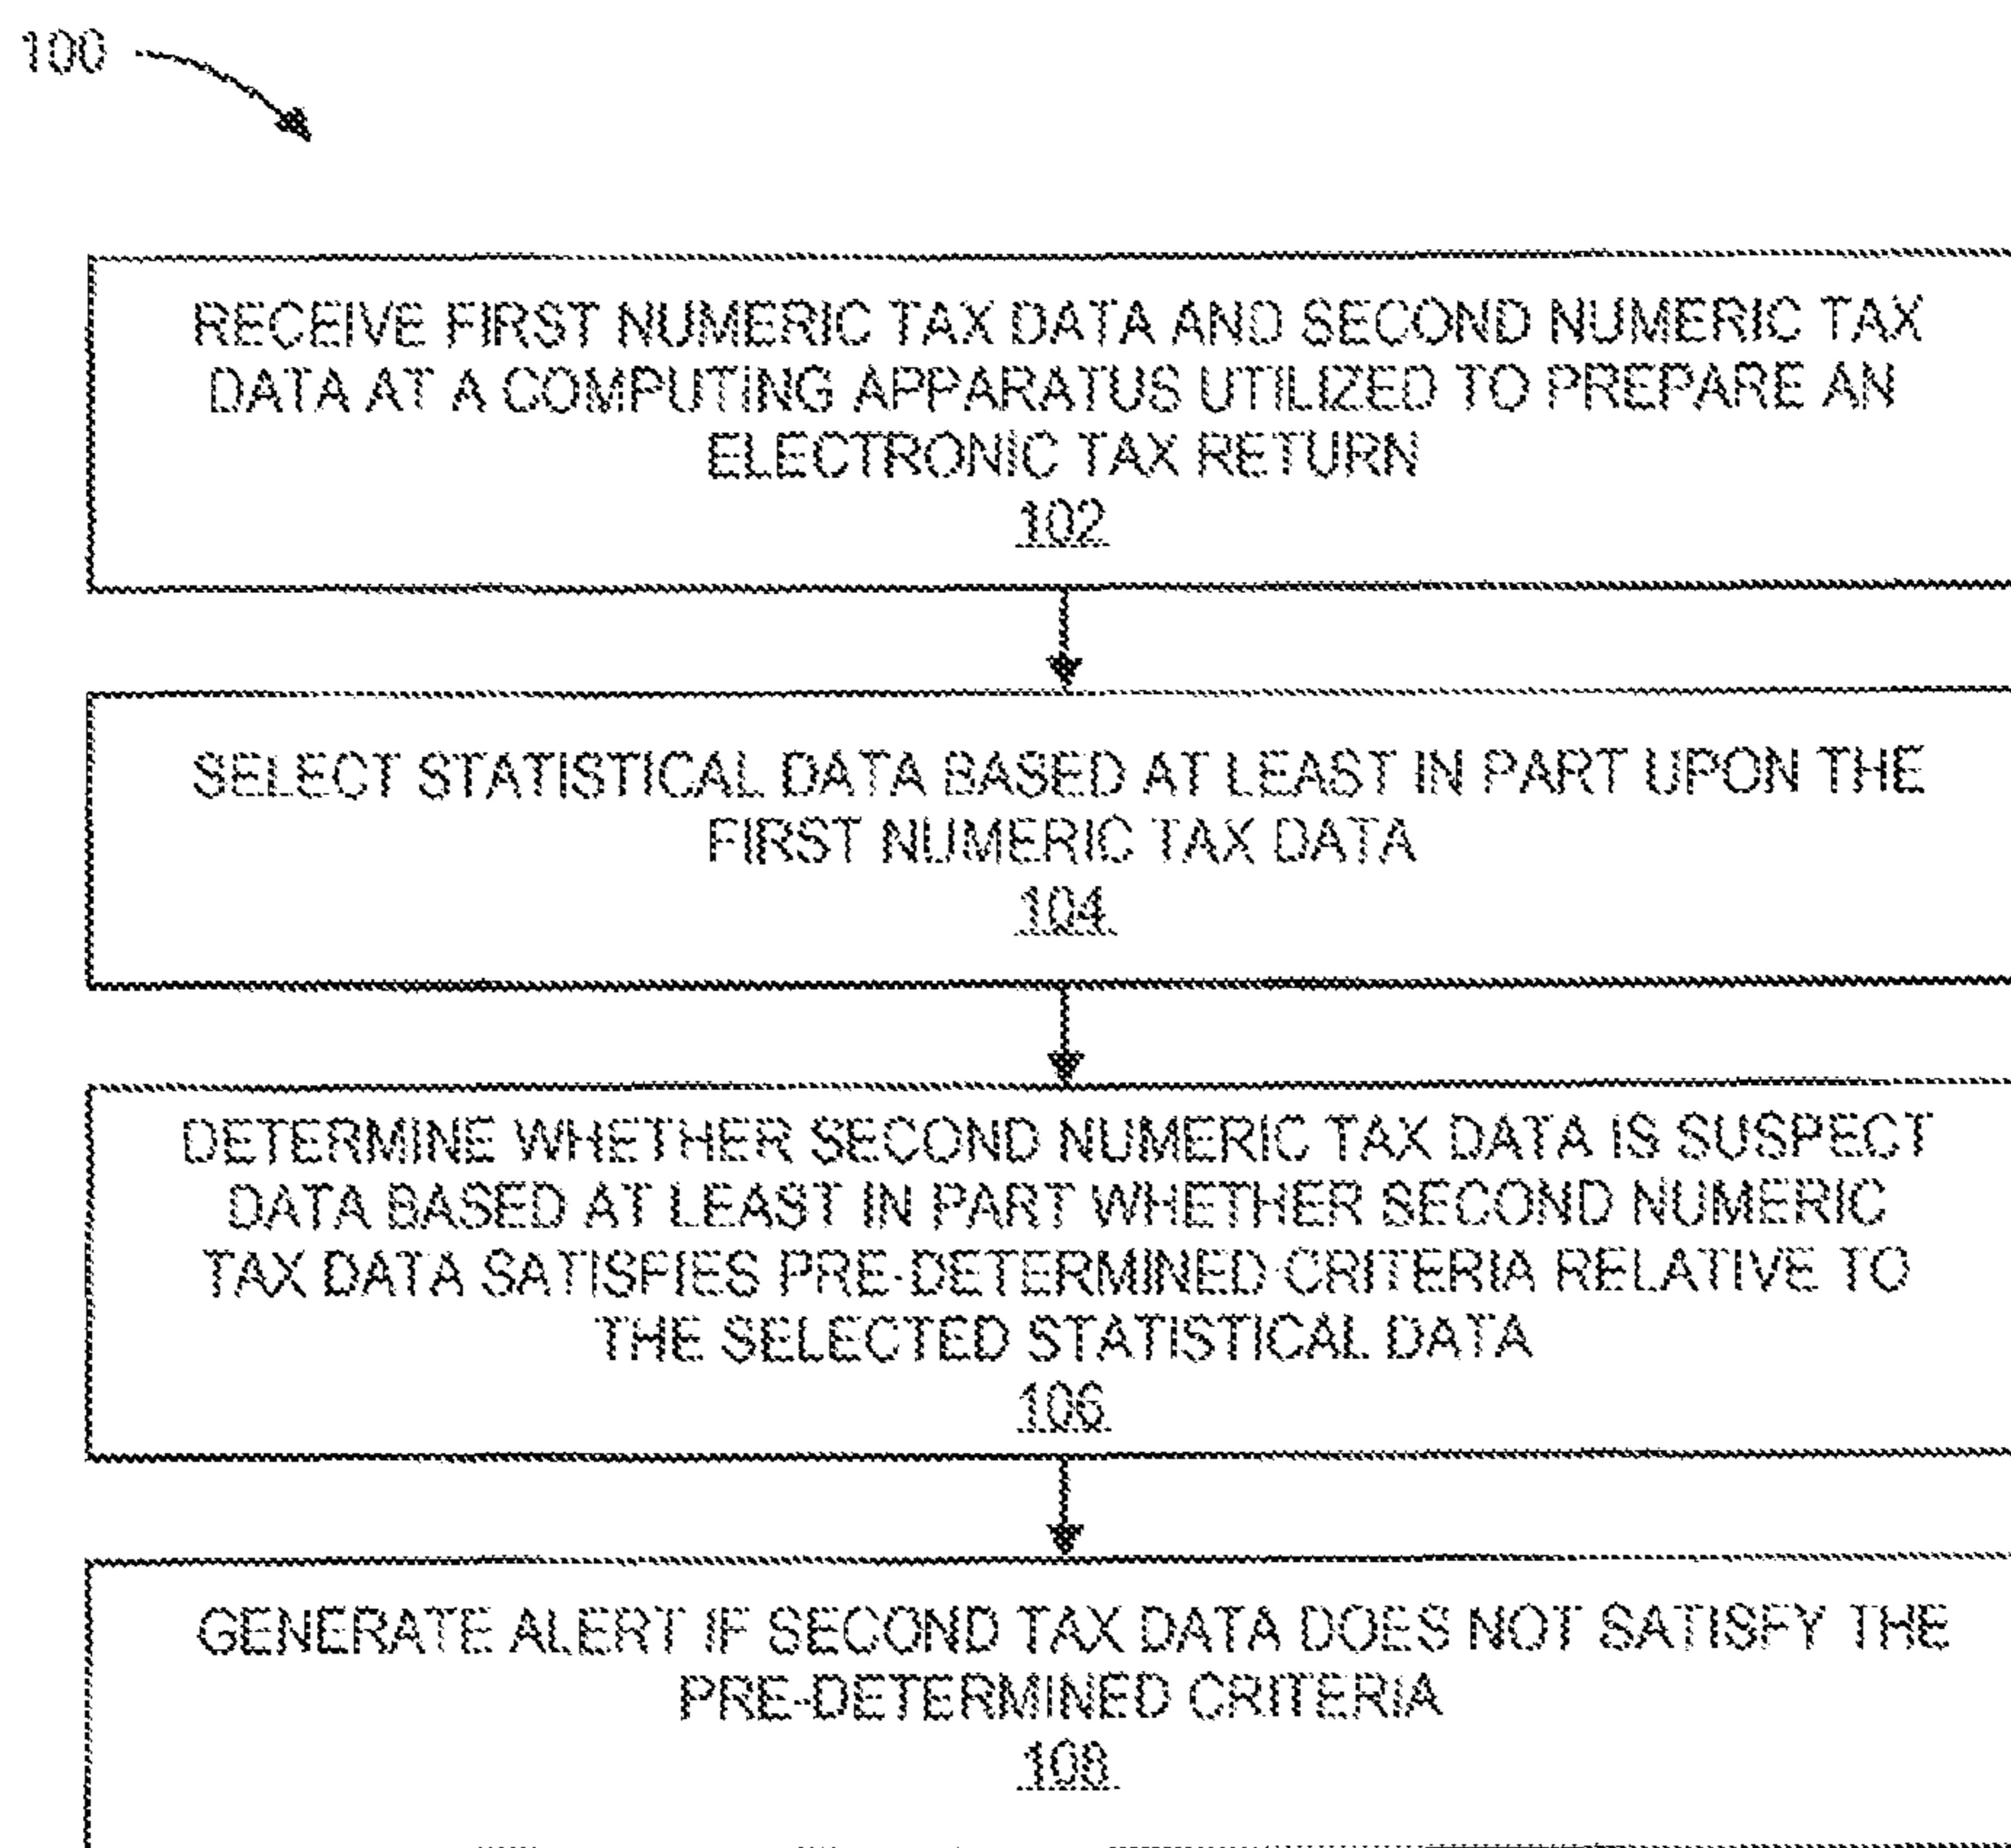 100
RECEIVE FIRST NUMERIC TAX DATA AND SECOND NUMERIC TAX
DATA AT A COMPUTING APPARATUS UTILIZED TO PREPARE AN
ELECTRONIC TAX RETURN
102
SELECT STATISTICAL DATA BASED AT LEAST IN PART UPON THE
FIRST NUMERIC TAX DATA
104
DETERMINE WHETHER SECOND NUMERIC TAX DATA IS SUSPECT
DATA BASED AT LEAST IN PART WHETHER SECOND NUMERIC
TAX DATA SATISFIES PRE-DETERMINED CRITERIA RELATIVE TO
THE SELECTED STATISTICAL DATA
106
GENERATE ALERT IF SECOND TAX DATA DOES NOT SATISFY THE
PRE-DETERMINED CRITERIA
108